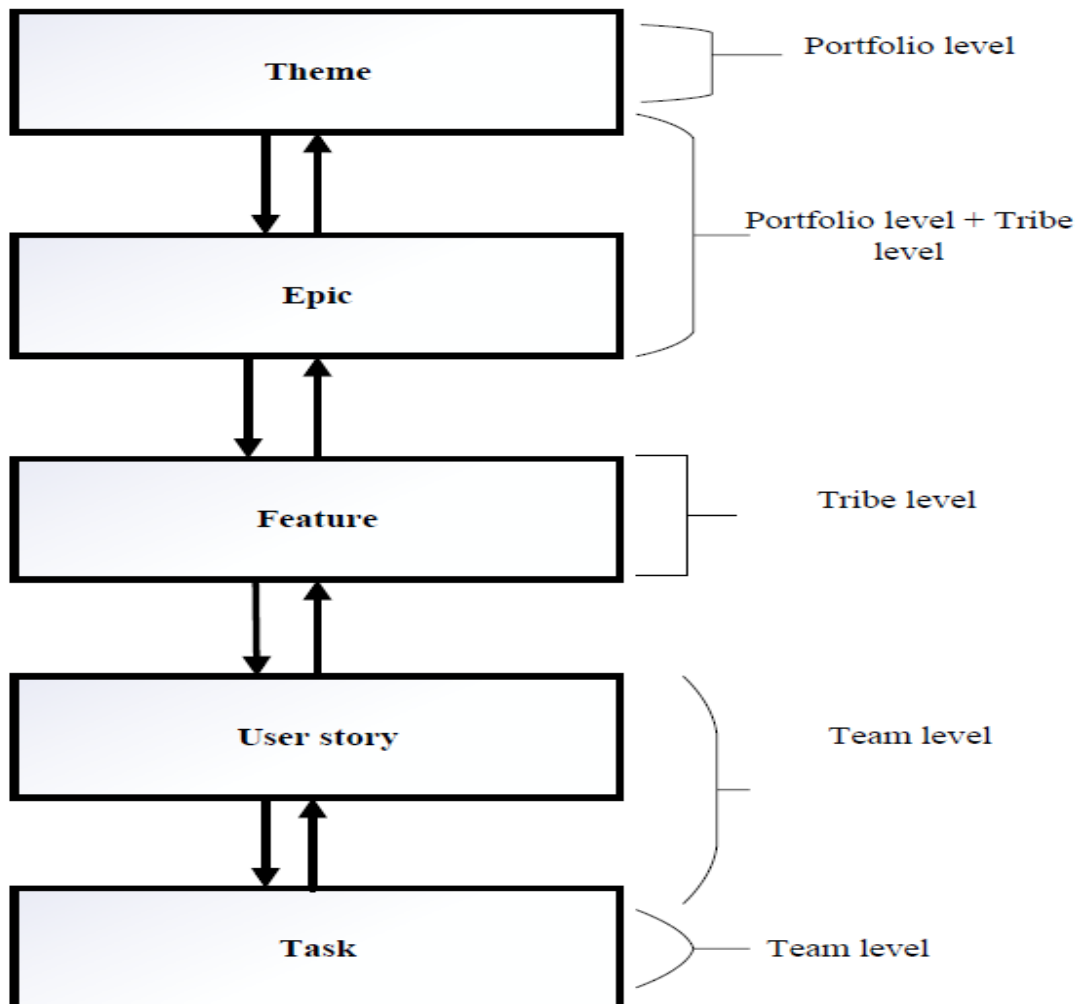 Theme
Portfolio level
Portfolio level + Tribe
level
Epic
Feature
Tribe level
User story
Team level
Task
Team level